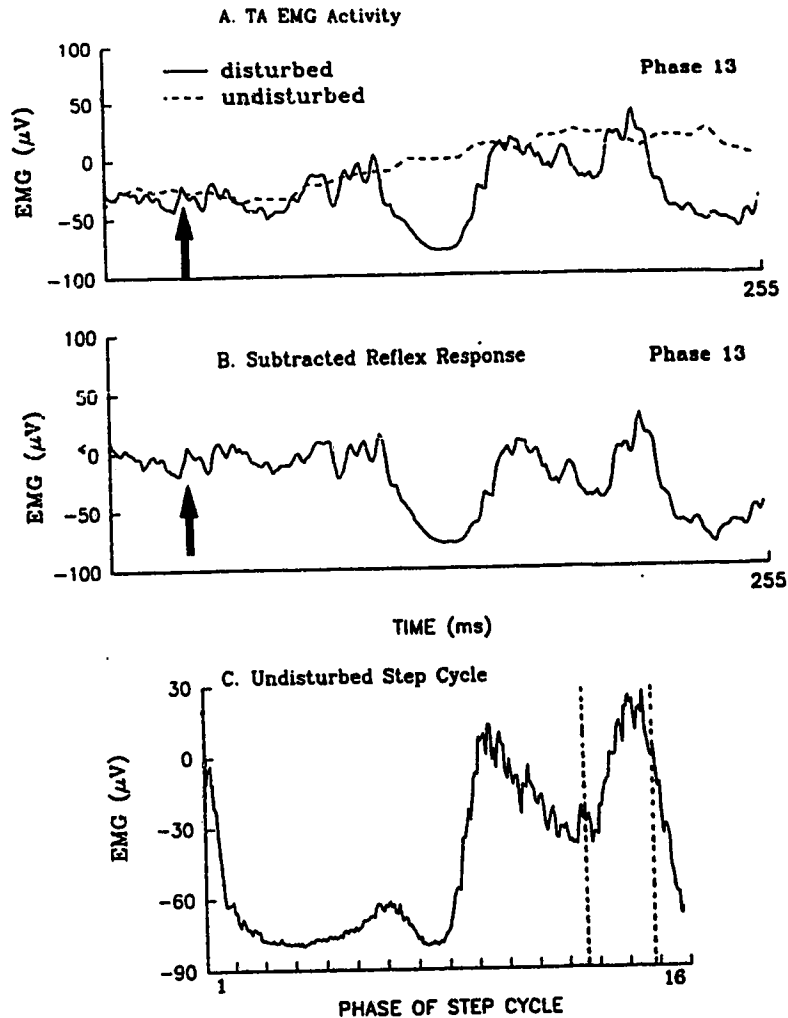 A. TA EMG Activity
100
50
0
−50
−100
EMG (μV)
disturbed
undisturbed
Phase 13
255
B. Subtracted Reflex Response
Phase 13
100
50
0
−50
−100
EMG (μV)
255
TIME (ms)
C. Undisturbed Step Cycle
30
0
−30
−60
−90
EMG (μV)
1
16
PHASE OF STEP CYCLE